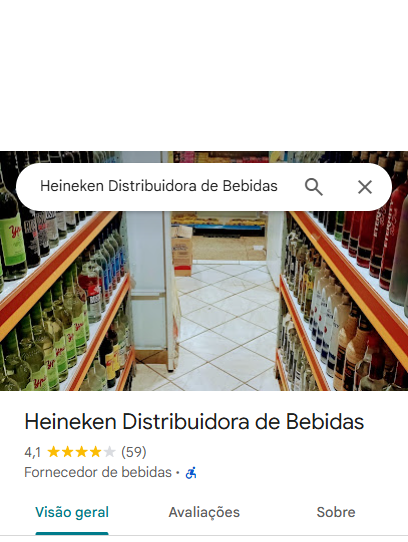 Heineken Distribuidora de Bebidas
Heineken Distribuidora de Bebidas
4,1 (59)
Fornecedor de bebidas ·
Visão geral
Avaliações
Sobre